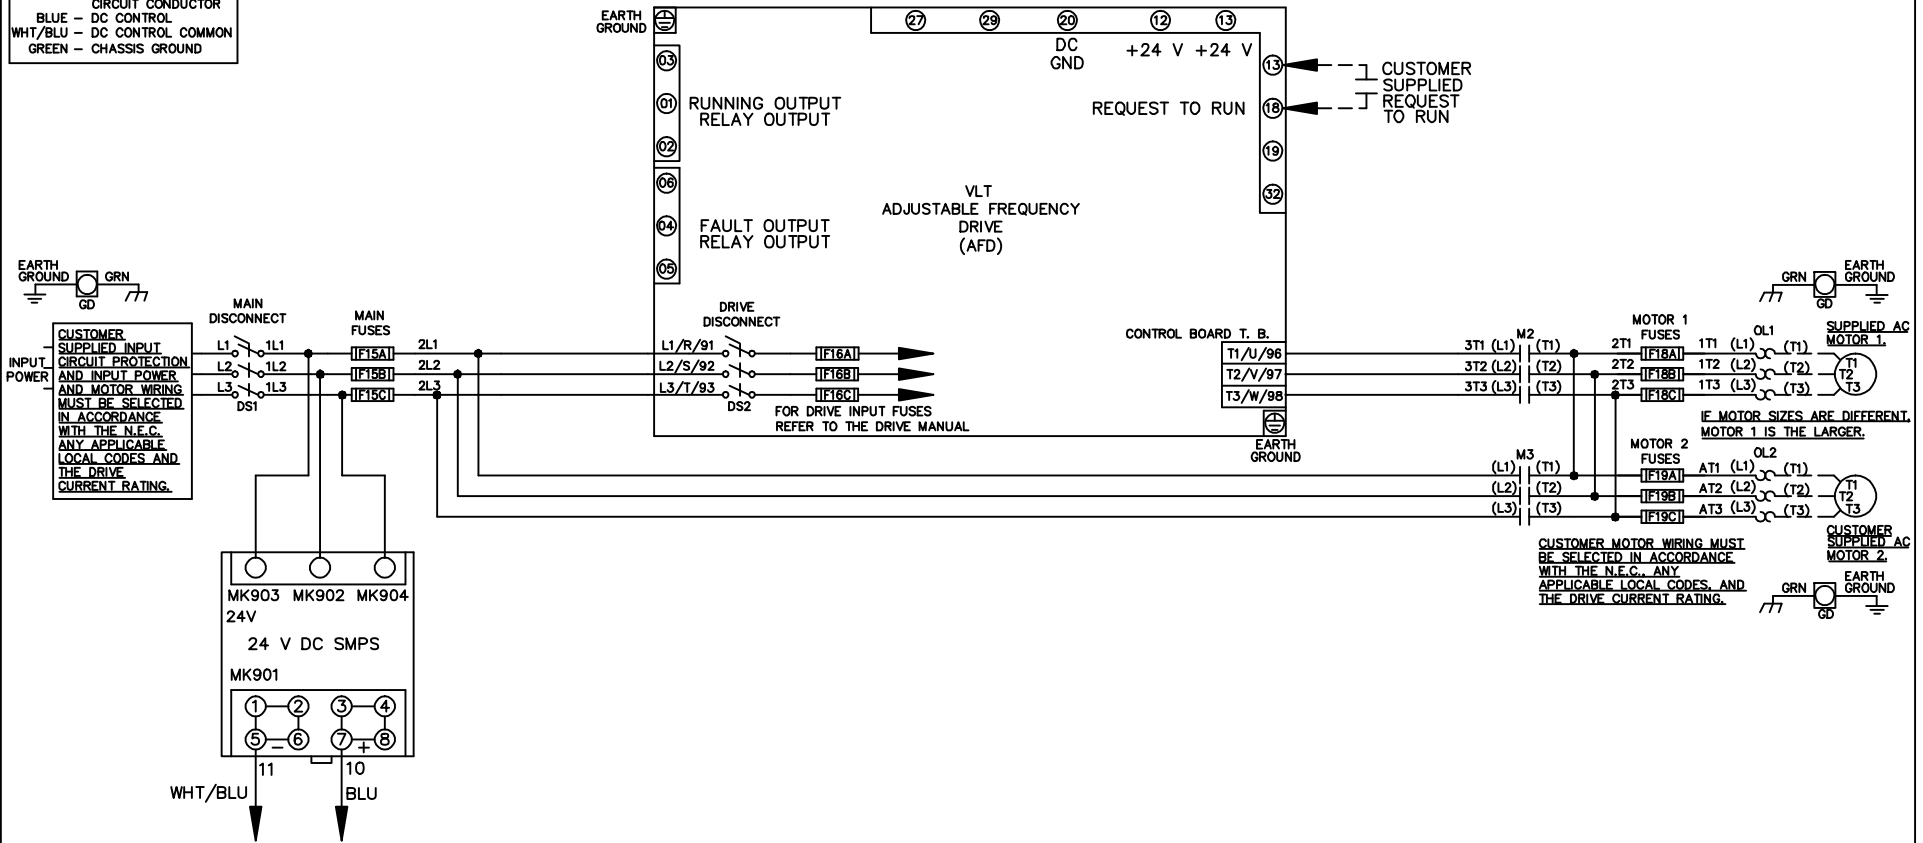 CIRCUIT CONDUCTOR
BLUE – DC CONTROL
WHT/BLU – DC CONTROL COMMON
GREEN – CHASSIS GROUND
EARTH
GROUND
27
29
20
12
13
DC
GND
+24 V
+24 V
03
01
02
RUNNING OUTPUT
RELAY OUTPUT
06
04
05
FAULT OUTPUT
RELAY OUTPUT
REQUEST TO RUN
13
18
19
32
CUSTOMER
SUPPLIED
REQUEST
TO RUN
VLT
ADJUSTABLE FREQUENCY
DRIVE
(AFD)
EARTH
GROUND
GRN
GD
INPUT
POWER
CUSTOMER
SUPPLIED INPUT
CIRCUIT PROTECTION
AND INPUT POWER
AND MOTOR WIRING
MUST BE SELECTED
IN ACCORDANCE
WITH THE N.E.C.
ANY APPLICABLE
LOCAL CODES AND
THE DRIVE
CURRENT RATING.
MAIN
DISCONNECT
L1
1L1
L2
1L2
L3
1L3
DS1
MAIN
FUSES
F15A
2L1
F15B
2L2
F15C
2L3
DRIVE
DISCONNECT
L1/R/91
L2/S/92
L3/T/93
DS2
F16A
F16B
F16C
FOR DRIVE INPUT FUSES
REFER TO THE DRIVE MANUAL
CONTROL BOARD T. B.
T1/U/96
T2/V/97
T3/W/98
EARTH
GROUND
M2
3T1 (L1)
(T1)
3T2 (L2)
(T2)
3T3 (L3)
(T3)
MOTOR 1
FUSES
2T1
F18A
1T1 (L1)
2T2
F18B
1T2 (L2)
2T3
F18C
1T3 (L3)
OL1
(T1)
(T2)
(T3)
T1
T2
T3
GRN
GD
EARTH
GROUND
SUPPLIED AC
MOTOR 1.
IF MOTOR SIZES ARE DIFFERENT,
MOTOR 1 IS THE LARGER.
M3
(L1)
(T1)
(L2)
(T2)
(L3)
(T3)
MOTOR 2
FUSES
F19A
AT1 (L1)
F19B
AT2 (L2)
F19C
AT3 (L3)
OL2
(T1)
(T2)
(T3)
T1
T2
T3
CUSTOMER
SUPPLIED AC
MOTOR 2.
CUSTOMER MOTOR WIRING MUST
BE SELECTED IN ACCORDANCE
WITH THE N.E.C., ANY
APPLICABLE LOCAL CODES, AND
THE DRIVE CURRENT RATING.
GRN
GD
EARTH
GROUND
MK903
MK902
MK904
24V
24 V DC SMPS
MK901
1
2
3
4
5
–
6
7
+
8
11
10
WHT/BLU
BLU